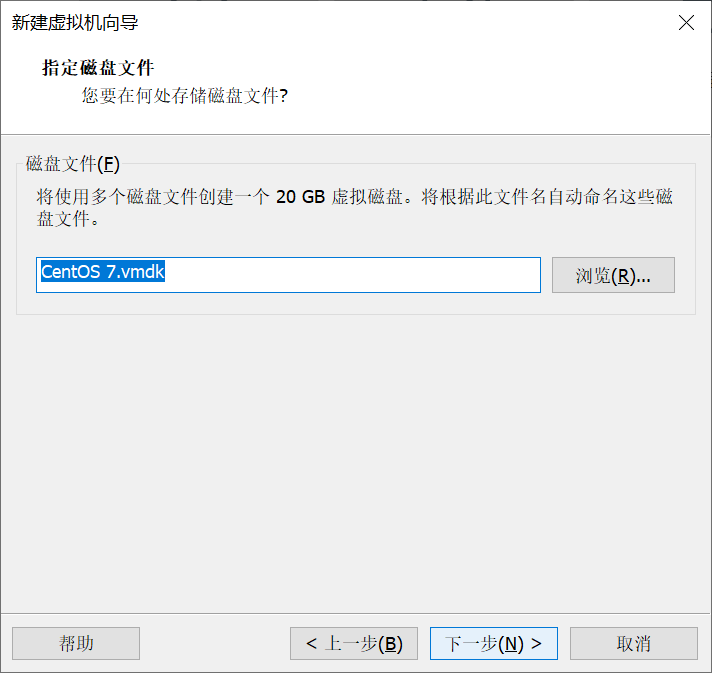 新建虚拟机向导
指定磁盘文件
您要在何处存储磁盘文件?
磁盘文件(F)
将使用多个磁盘文件创建一个 20 GB 虚拟磁盘。将根据此文件名自动命名这些磁
盘文件。
CentOS 7.vmdk
浏览(R)...
帮助
< 上一步(B)
下一步(N) >
取消